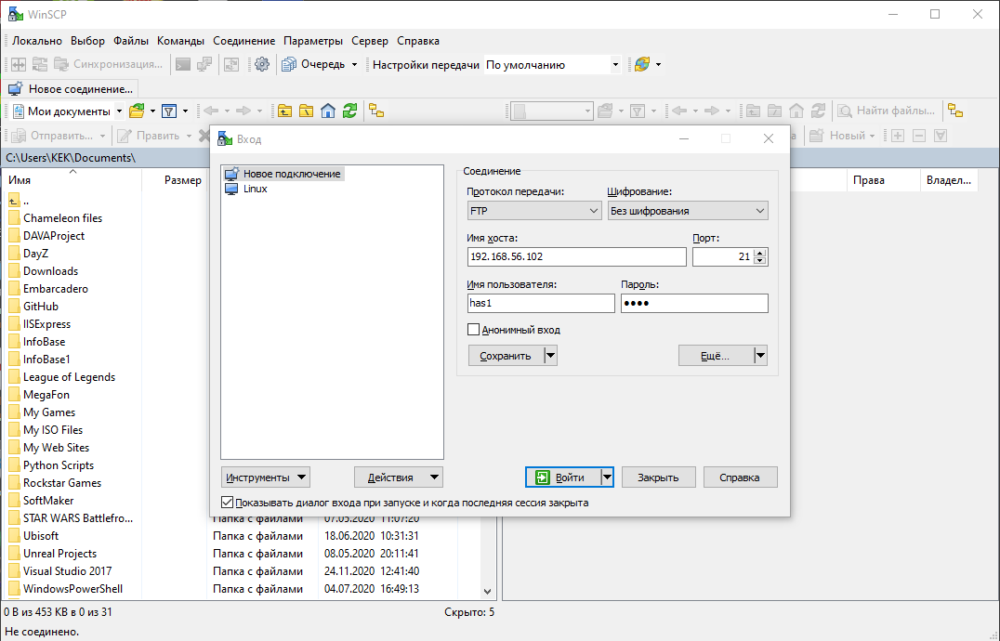 WinSCP
Локально Выбор Файлы Команды Соединение Параметры Сервер Справка
Синхронизация... Очередь Настройки передачи По умолчанию
Новое соединение...
Мои документы Найти файлы...
Отправить... Править Новый
C:\Users\KEK\Documents\
Имя Размер Права Владел...
..
Chameleon files
DAVAProject
DayZ
Downloads
Embarcadero
GitHub
IISExpress
InfoBase
InfoBase1
League of Legends
MegaFon
My Games
My ISO Files
My Web Sites
Python Scripts
Rockstar Games
SoftMaker
STAR WARS Battlefro... Папка с файлами 07.05.2020 11:07:20
Ubisoft Папка с файлами 18.06.2020 10:31:31
Unreal Projects Папка с файлами 08.05.2020 20:11:41
Visual Studio 2017 Папка с файлами 24.11.2020 12:41:40
WindowsPowerShell Папка с файлами 04.07.2020 16:49:13
Вход
Новое подключение
Linux
Соединение
Протокол передачи: Шифрование:
FTP Без шифрования
Имя хоста: Порт:
192.168.56.102 21
Имя пользователя: Пароль:
has1 ●●●●
Анонимный вход
Сохранить Ещё...
Инструменты Действия Войти Закрыть Справка
Показывать диалог входа при запуске и когда последняя сессия закрыта
0 B из 453 KB в 0 из 31 Скрыто: 5
Не соединено.